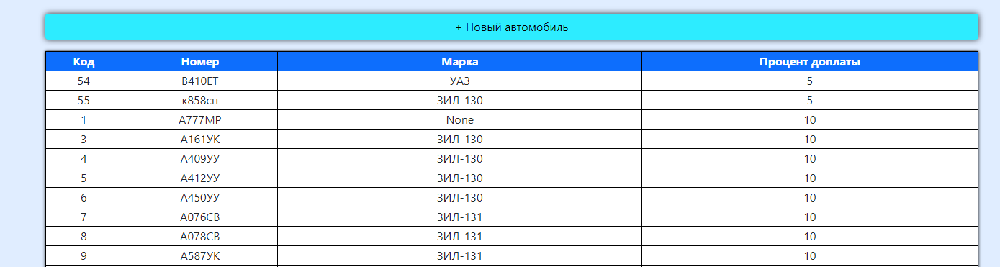 + Новый автомобиль
Код Номер Марка Процент доплаты
54 В410ЕТ УАЗ 5
55 к858сн ЗИЛ-130 5
1 А777МР None 10
3 А161УК ЗИЛ-130 10
4 А409УУ ЗИЛ-130 10
5 А412УУ ЗИЛ-130 10
6 А450УУ ЗИЛ-130 10
7 А076СВ ЗИЛ-131 10
8 А078СВ ЗИЛ-131 10
9 А587УК ЗИЛ-131 10